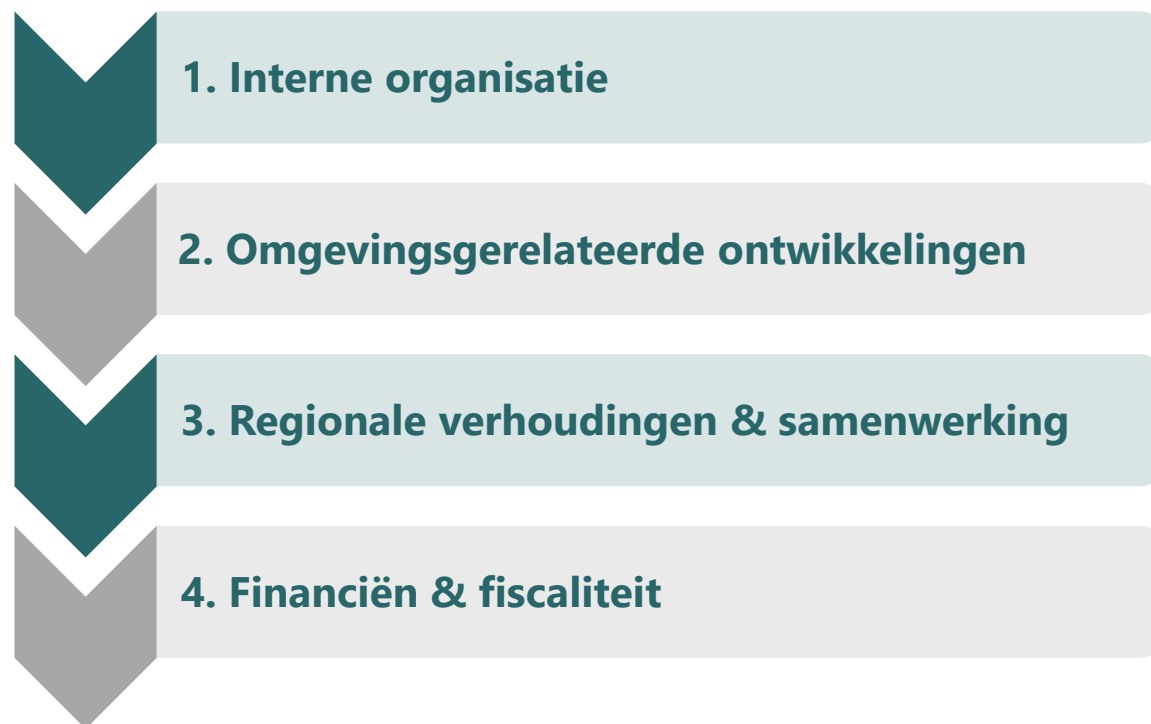 1. Interne organisatie
2. Omgevingsgerelateerde ontwikkelingen
3. Regionale verhoudingen & samenwerking
4. Financiën & fiscaliteit